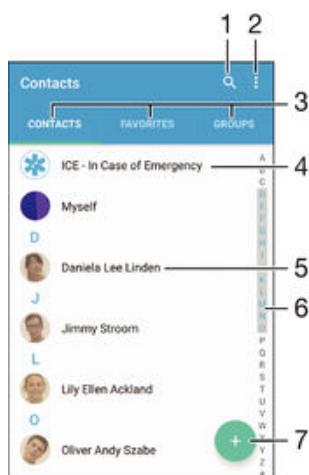 1 2
Contacts
3
CONTACTS FAVORITES GROUPS
ICE - In Case of Emergency 4
Myself
D
Daniela Lee Linden 5
J
Jimmy Stroom 6
L
Lily Ellen Ackland
O
Oliver Andy Szabe 7
A
B
C
D
E
F
G
H
I
K
L
M
N
O
P
Q
R
S
T
U
V
W
Y
Z